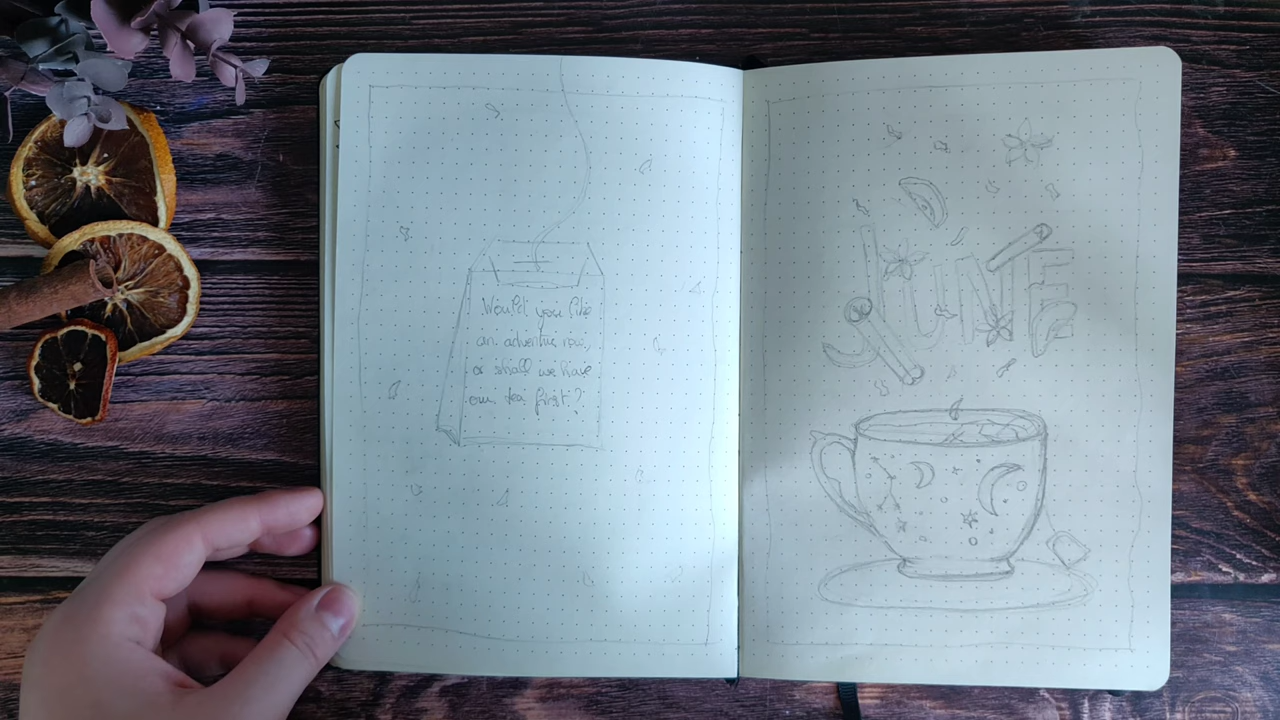 Would you like
an adventure now,
or shall we have
our tea first?
JUNE